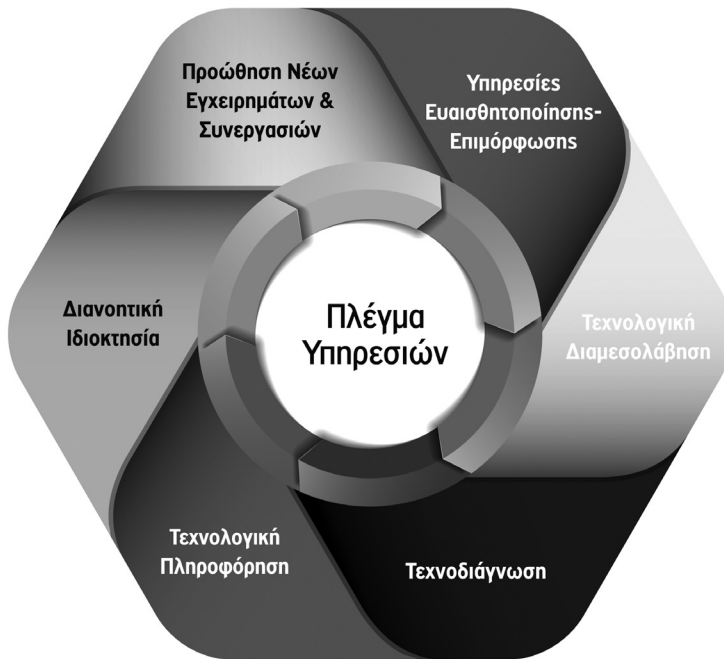 Προώθηση Νέων
Εγχειρημάτων &
Συνεργασιών
Υπηρεσίες
Ευαισθητοποίησης-
Επιμόρφωσης
Διανοητική
Ιδιοκτησία
Πλέγμα
Υπηρεσιών
Τεχνολογική
Διαμεσολάβηση
Τεχνολογική
Πληροφόρηση
Τεχνοδιάγνωση